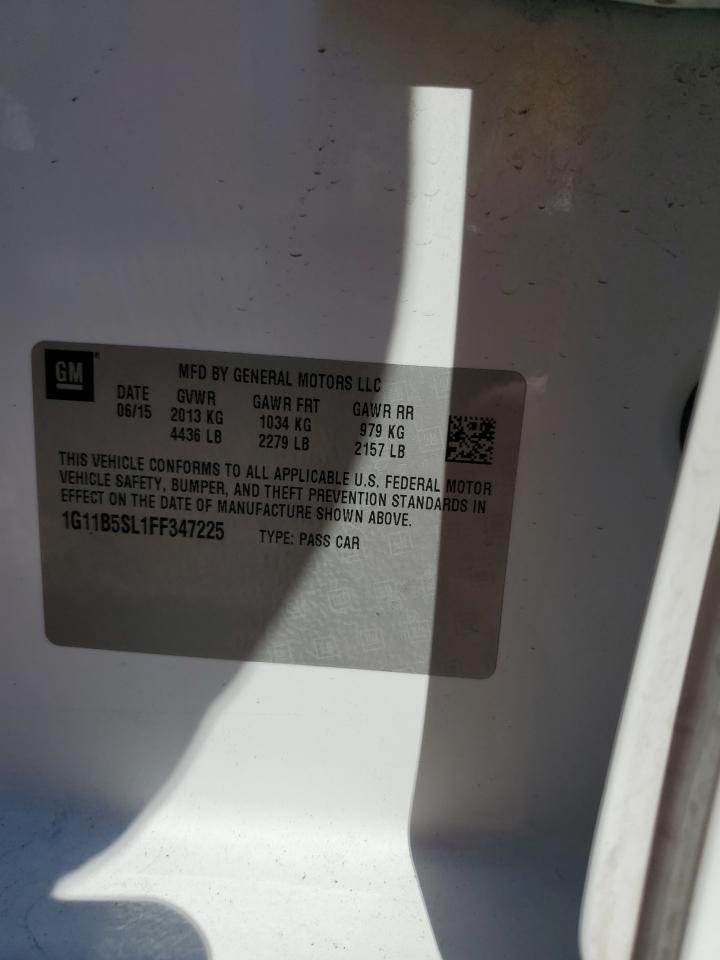 GM® MFD BY GENERAL MOTORS LLC
DATE GVWR GAWR FRT GAWR RR
06/15 2013 KG 1034 KG 979 KG
4436 LB 2279 LB 2157 LB
THIS VEHICLE CONFORMS TO ALL APPLICABLE U.S. FEDERAL MOTOR
VEHICLE SAFETY, BUMPER, AND THEFT PREVENTION STANDARDS IN
EFFECT ON THE DATE OF MANUFACTURE SHOWN ABOVE.
1G11B5SL1FF347225 TYPE: PASS CAR